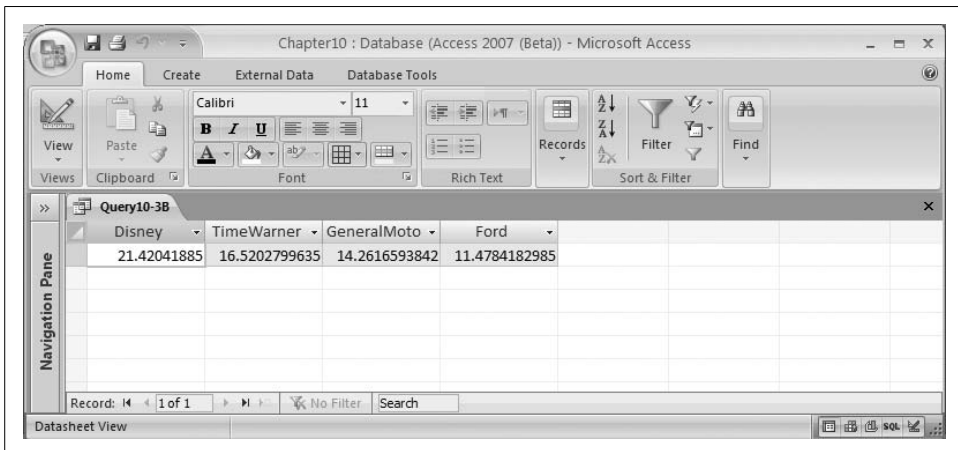 Chapter10 : Database (Access 2007 (Beta)) - Microsoft Access
Home Create External Data Database Tools
Calibri 11
B I U
View Paste Records Filter Find
Views Clipboard Font Rich Text Sort & Filter
Query10-3B
Disney TimeWarner GeneralMoto Ford
21.42041885 16.5202799635 14.2616593842 11.4784182985
Navigation Pane
Record: 1 of 1 No Filter Search
Datasheet View SQL